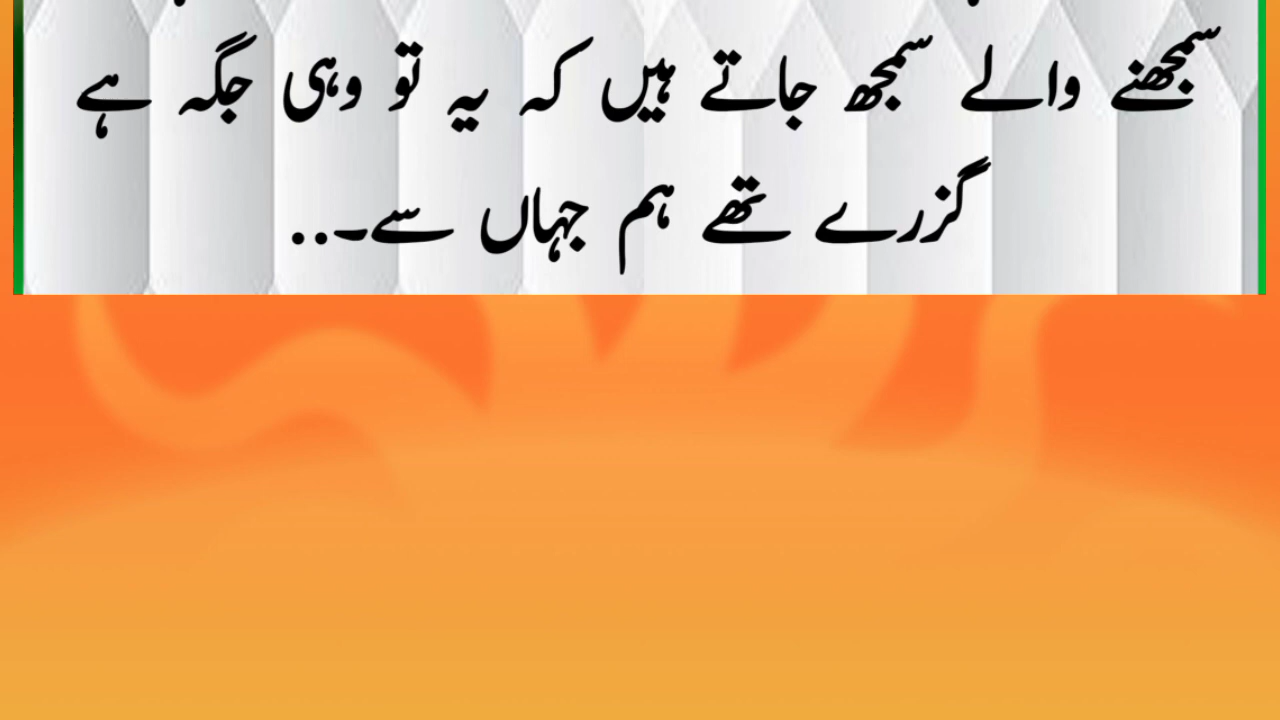 سمجھنے والے سمجھ جاتے ہیں کہ یہ تو وہی جگہ ہے
گزرے تھے ہم جہاں سے۔..